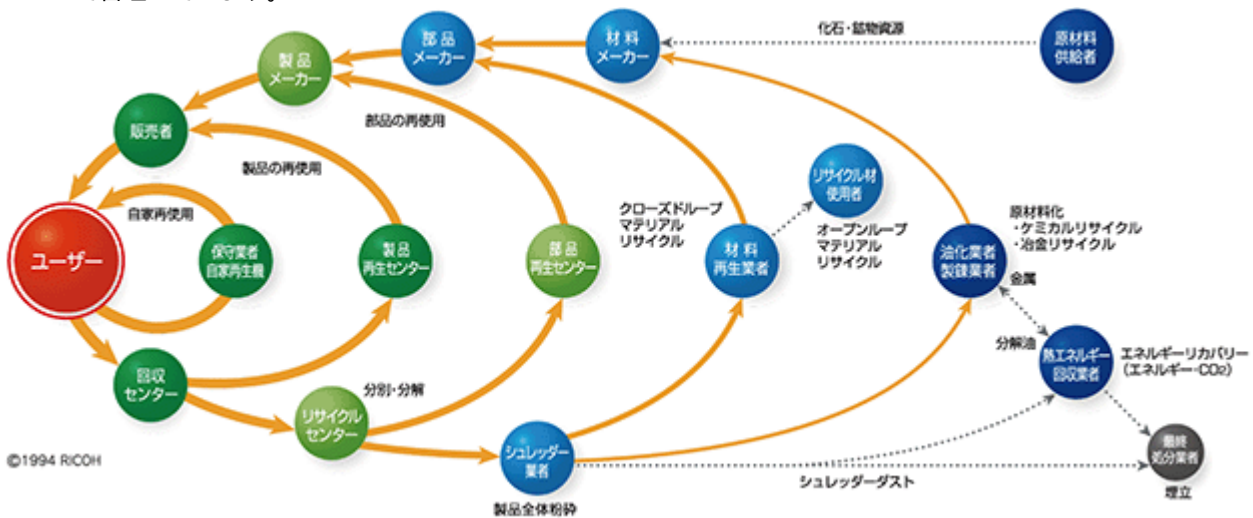 化石・鉱物資源
原材料
供給者
材 料
メーカー
部 品
メーカー
製 品
メーカー
販売者
部品の再使用
製品の再使用
自家再使用
ユーザー
保守業者
自家再生機
製 品
再生センター
部 品
再生センター
クローズドループ
マテリアル
リサイクル
材 料
再生業者
リサイクル材
使用者
オープンループ
マテリアル
リサイクル
油化業者
製錬業者
原材料化
・ケミカルリサイクル
・冶金リサイクル
金属
分解油
熱エネルギー
回収業者
エネルギーリカバリー
(エネルギー・CO2)
回収
センター
リサイクル
センター
分別・分解
シュレッダー
業者
製品全体粉砕
シュレッダーダスト
最終
処分業者
埋立
©1994 RICOH